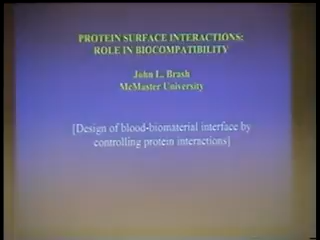 PROTEIN SURFACE INTERACTIONS:
ROLE IN BIOCOMPATIBILITY
John L. Brash
McMaster University
[Design of blood-biomaterial interface by
controlling protein interactions]